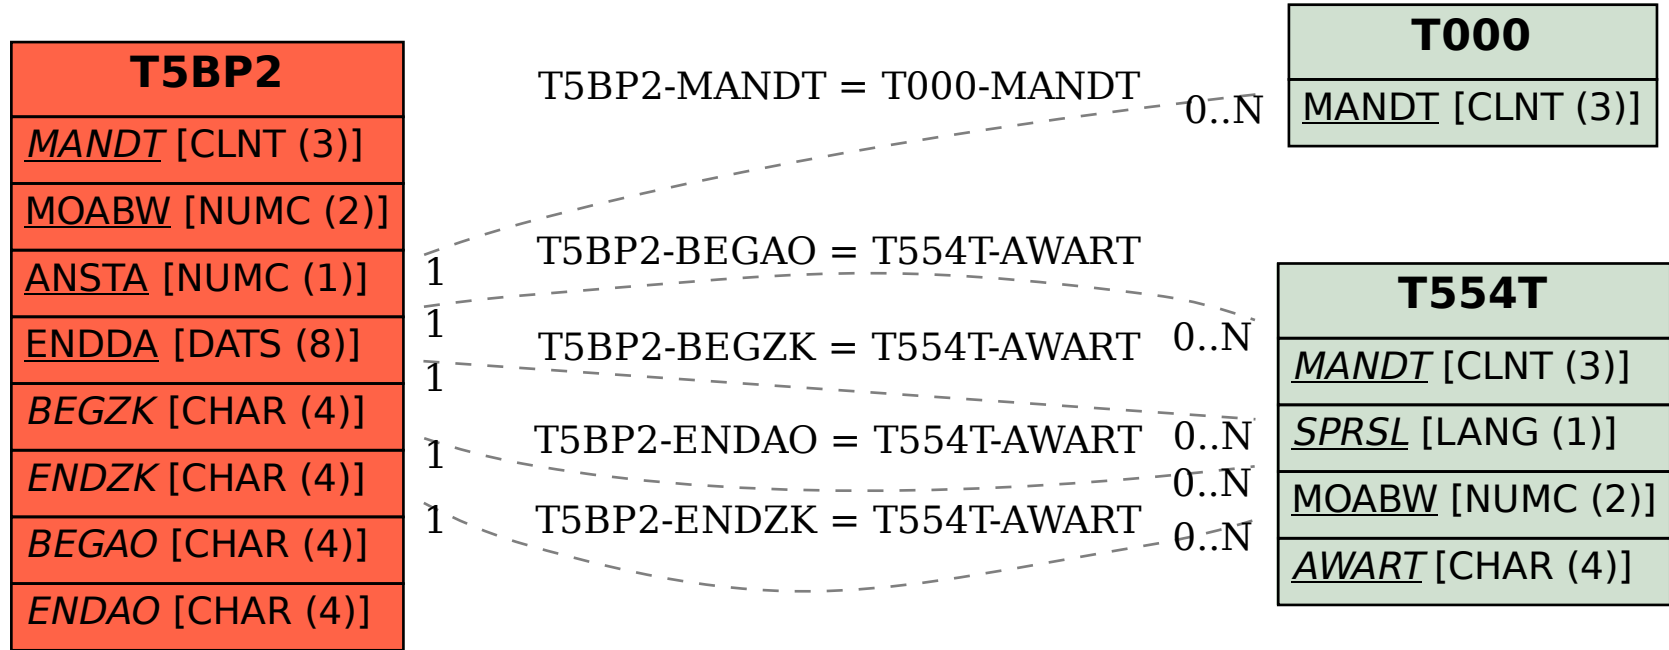 T5BP2
MANDT [CLNT (3)]
MOABW [NUMC (2)]
ANSTA [NUMC (1)]
ENDDA [DATS (8)]
BEGZK [CHAR (4)]
ENDZK [CHAR (4)]
BEGAO [CHAR (4)]
ENDAO [CHAR (4)]
T5BP2-MANDT = T000-MANDT
0..N
1
T5BP2-BEGAO = T554T-AWART
0..N
1
T5BP2-BEGZK = T554T-AWART
0..N
1
T5BP2-ENDAO = T554T-AWART
0..N
1
T5BP2-ENDZK = T554T-AWART
0..N
1
T000
MANDT [CLNT (3)]
T554T
MANDT [CLNT (3)]
SPRSL [LANG (1)]
MOABW [NUMC (2)]
AWART [CHAR (4)]